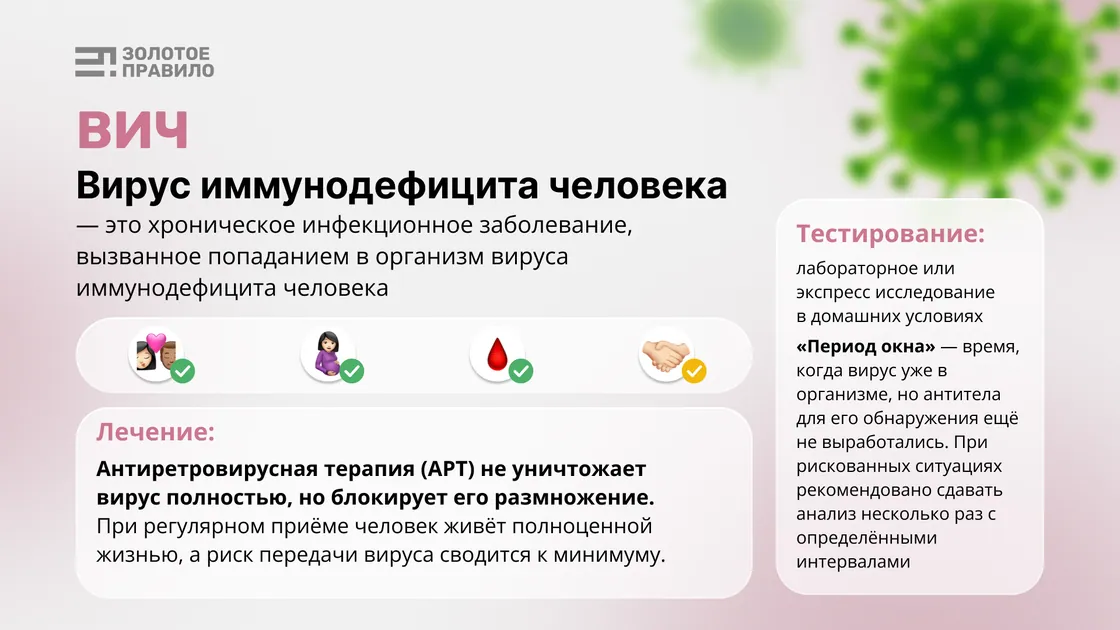 ЗОЛОТОЕ
ПРАВИЛО
ВИЧ
Вирус иммунодефицита человека
— это хроническое инфекционное заболевание,
вызванное попаданием в организм вируса
иммунодефицита человека
Лечение:
Антиретровирусная терапия (АРТ) не уничтожает
вирус полностью, но блокирует его размножение.
При регулярном приёме человек живёт полноценной
жизнью, а риск передачи вируса сводится к минимуму.
Тестирование:
лабораторное или
экспресс исследование
в домашних условиях
«Период окна» — время,
когда вирус уже в
организме, но антитела
для его обнаружения ещё
не выработались. При
рискованных ситуациях
рекомендовано сдавать
анализ несколько раз с
определёнными
интервалами